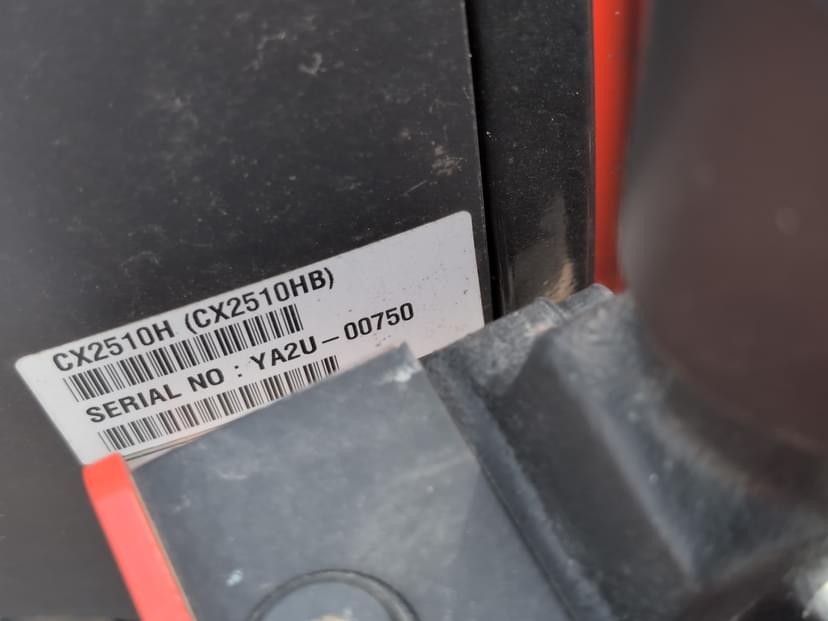 CX2510H (CX2510HB)
SERIAL NO : YA2U-00750